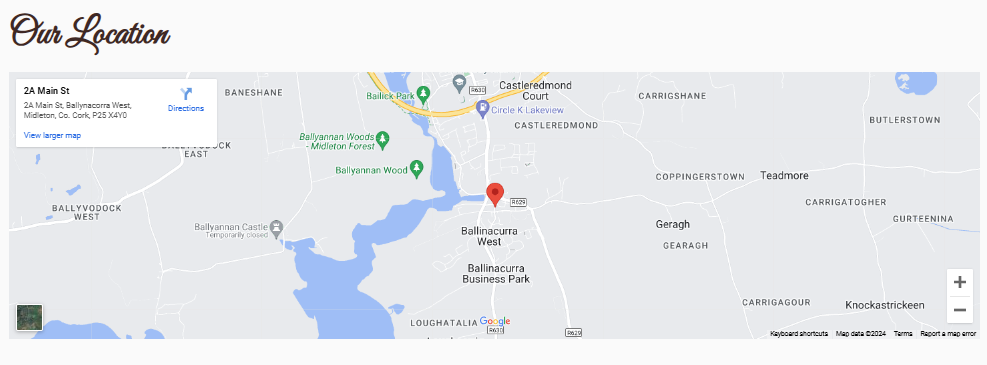 Our Location
2A Main St
2A Main St, Ballynacorra West,
Midleton, Co. Cork, P25 X4Y0
Directions
View larger map
BANESHANE
Bailick Park
R630
Castleredmond
Court
Circle K Lakeview
CASTLEREDMOND
CARRIGSHANE
BUTLERSTOWN
EAST
Ballyannan Woods
- Midleton Forest
Ballyannan Wood
COPPINGERSTOWN
Teadmore
BALLYVODOCK
WEST
R629
CARRIGATOGHER
GURTEENINA
Ballyannan Castle
Temporarily closed
Ballinacurra
West
Geragh
GEARAGH
Ballinacurra
Business Park
CARRIGAGOUR
Knockastrickeen
LOUGHATALIA
Google
R630
R629
Keyboard shortcuts
Map data ©2024
Terms
Report a map error